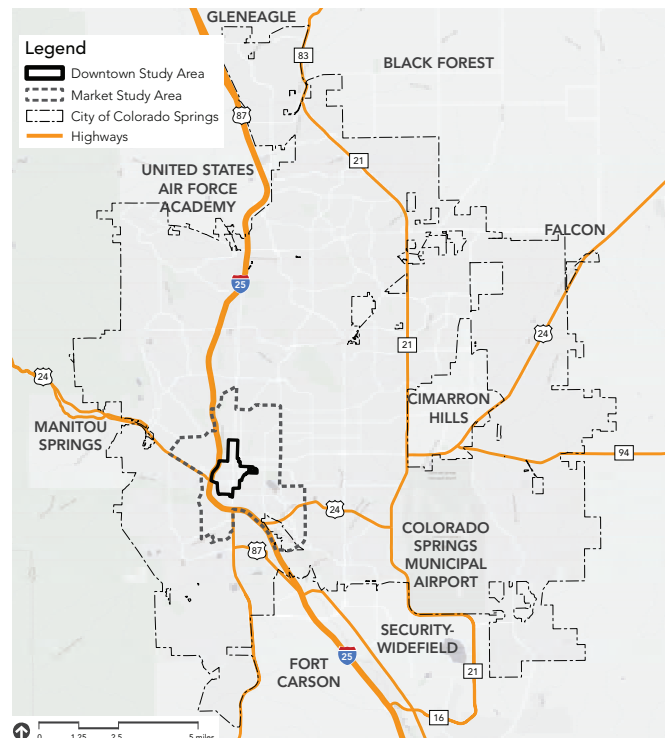 GLENEAGLE
83
BLACK FOREST
Legend
Downtown Study Area
Market Study Area
City of Colorado Springs
Highways
87
21
UNITED STATES
AIR FORCE
ACADEMY
FALCON
25
24
21
24
CIMARRON
HILLS
MANITOU
SPRINGS
94
24
COLORADO
SPRINGS
MUNICIPAL
AIRPORT
87
SECURITY-
WIDEFIELD
25
FORT
CARSON
21
16
0 1.25 2.5 5 miles